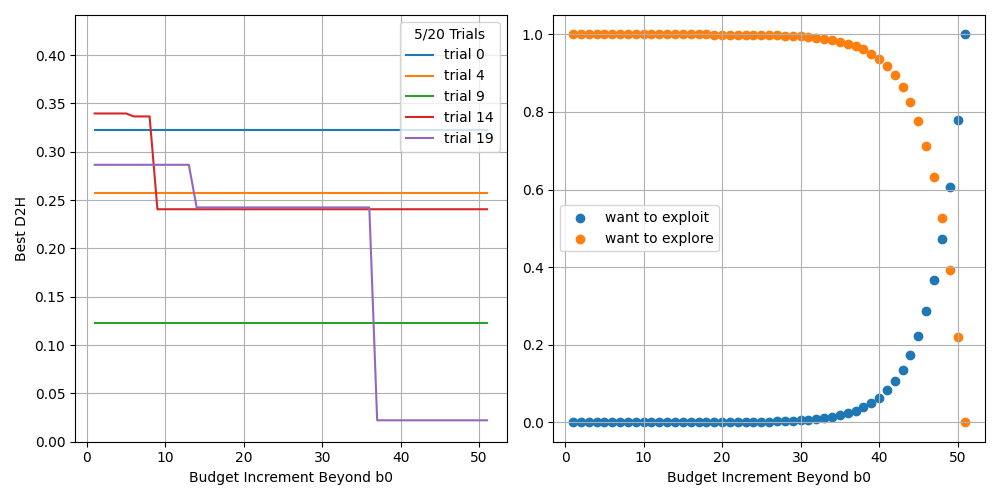 5/20 Trials
trial 0
trial 4
trial 9
trial 14
trial 19
Best D2H
0.40
0.35
0.30
0.25
0.20
0.15
0.10
0.05
0.00
0 10 20 30 40 50
Budget Increment Beyond b0
1.0
0.8
0.6
0.4
0.2
0.0
want to exploit
want to explore
0 10 20 30 40 50
Budget Increment Beyond b0